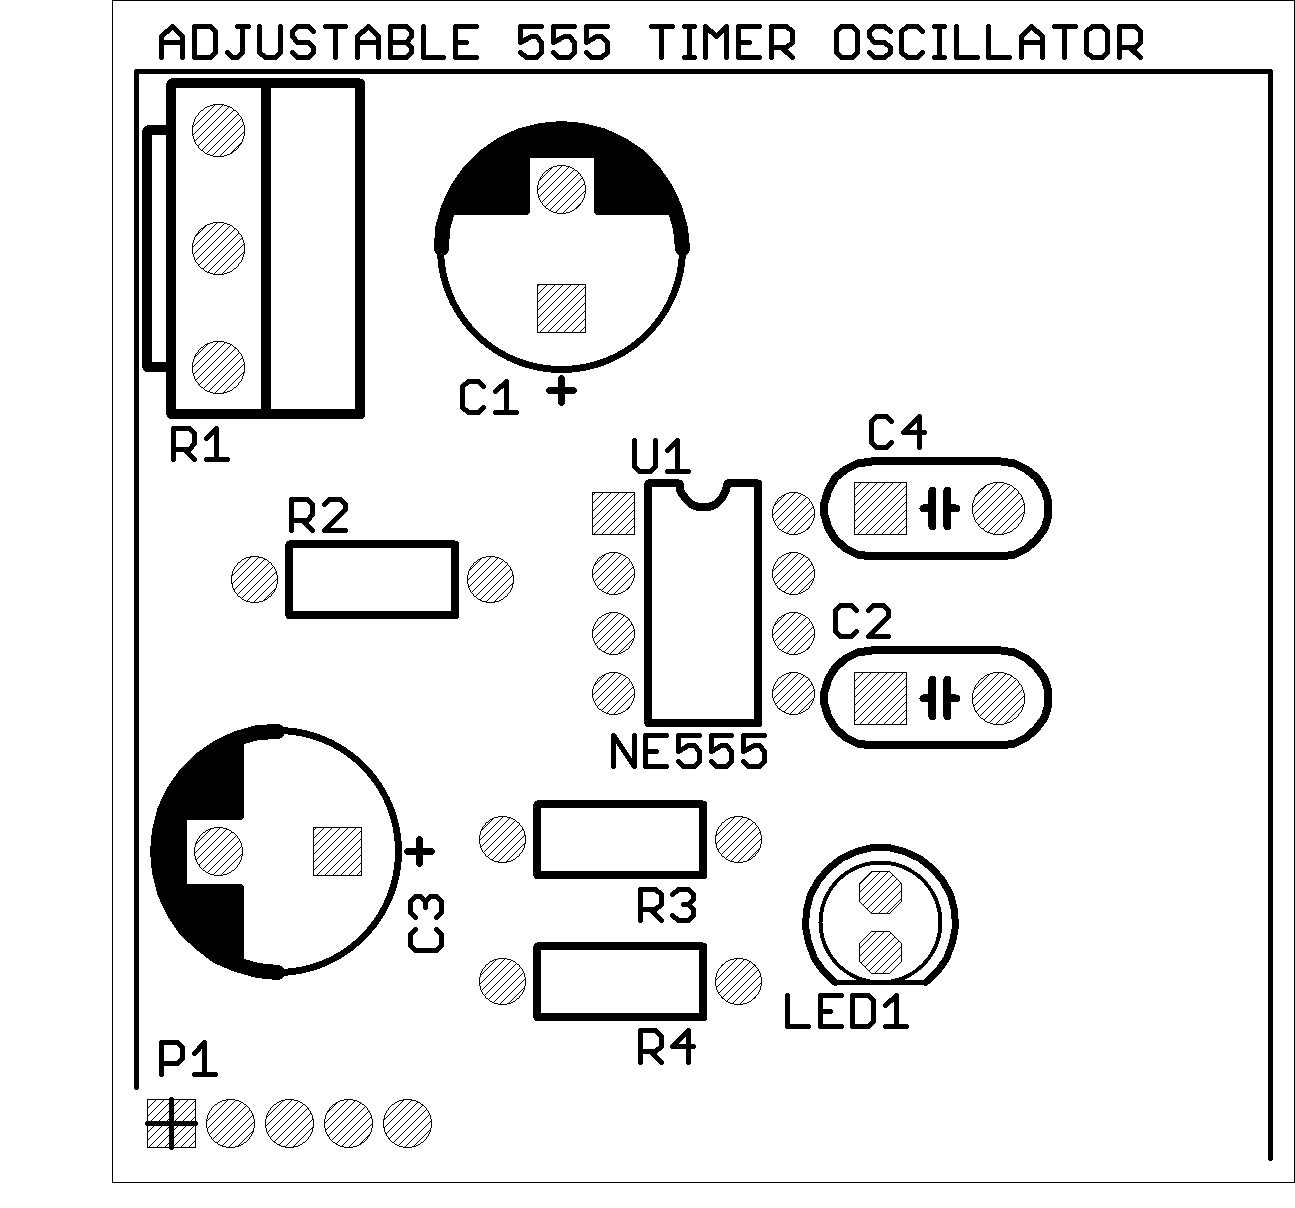 ADJUSTABLE 555 TIMER OSCILLATOR
C1 +
R1
C4
U1
R2
C2
NE555
+
C3
R3
LED1
R4
P1
+